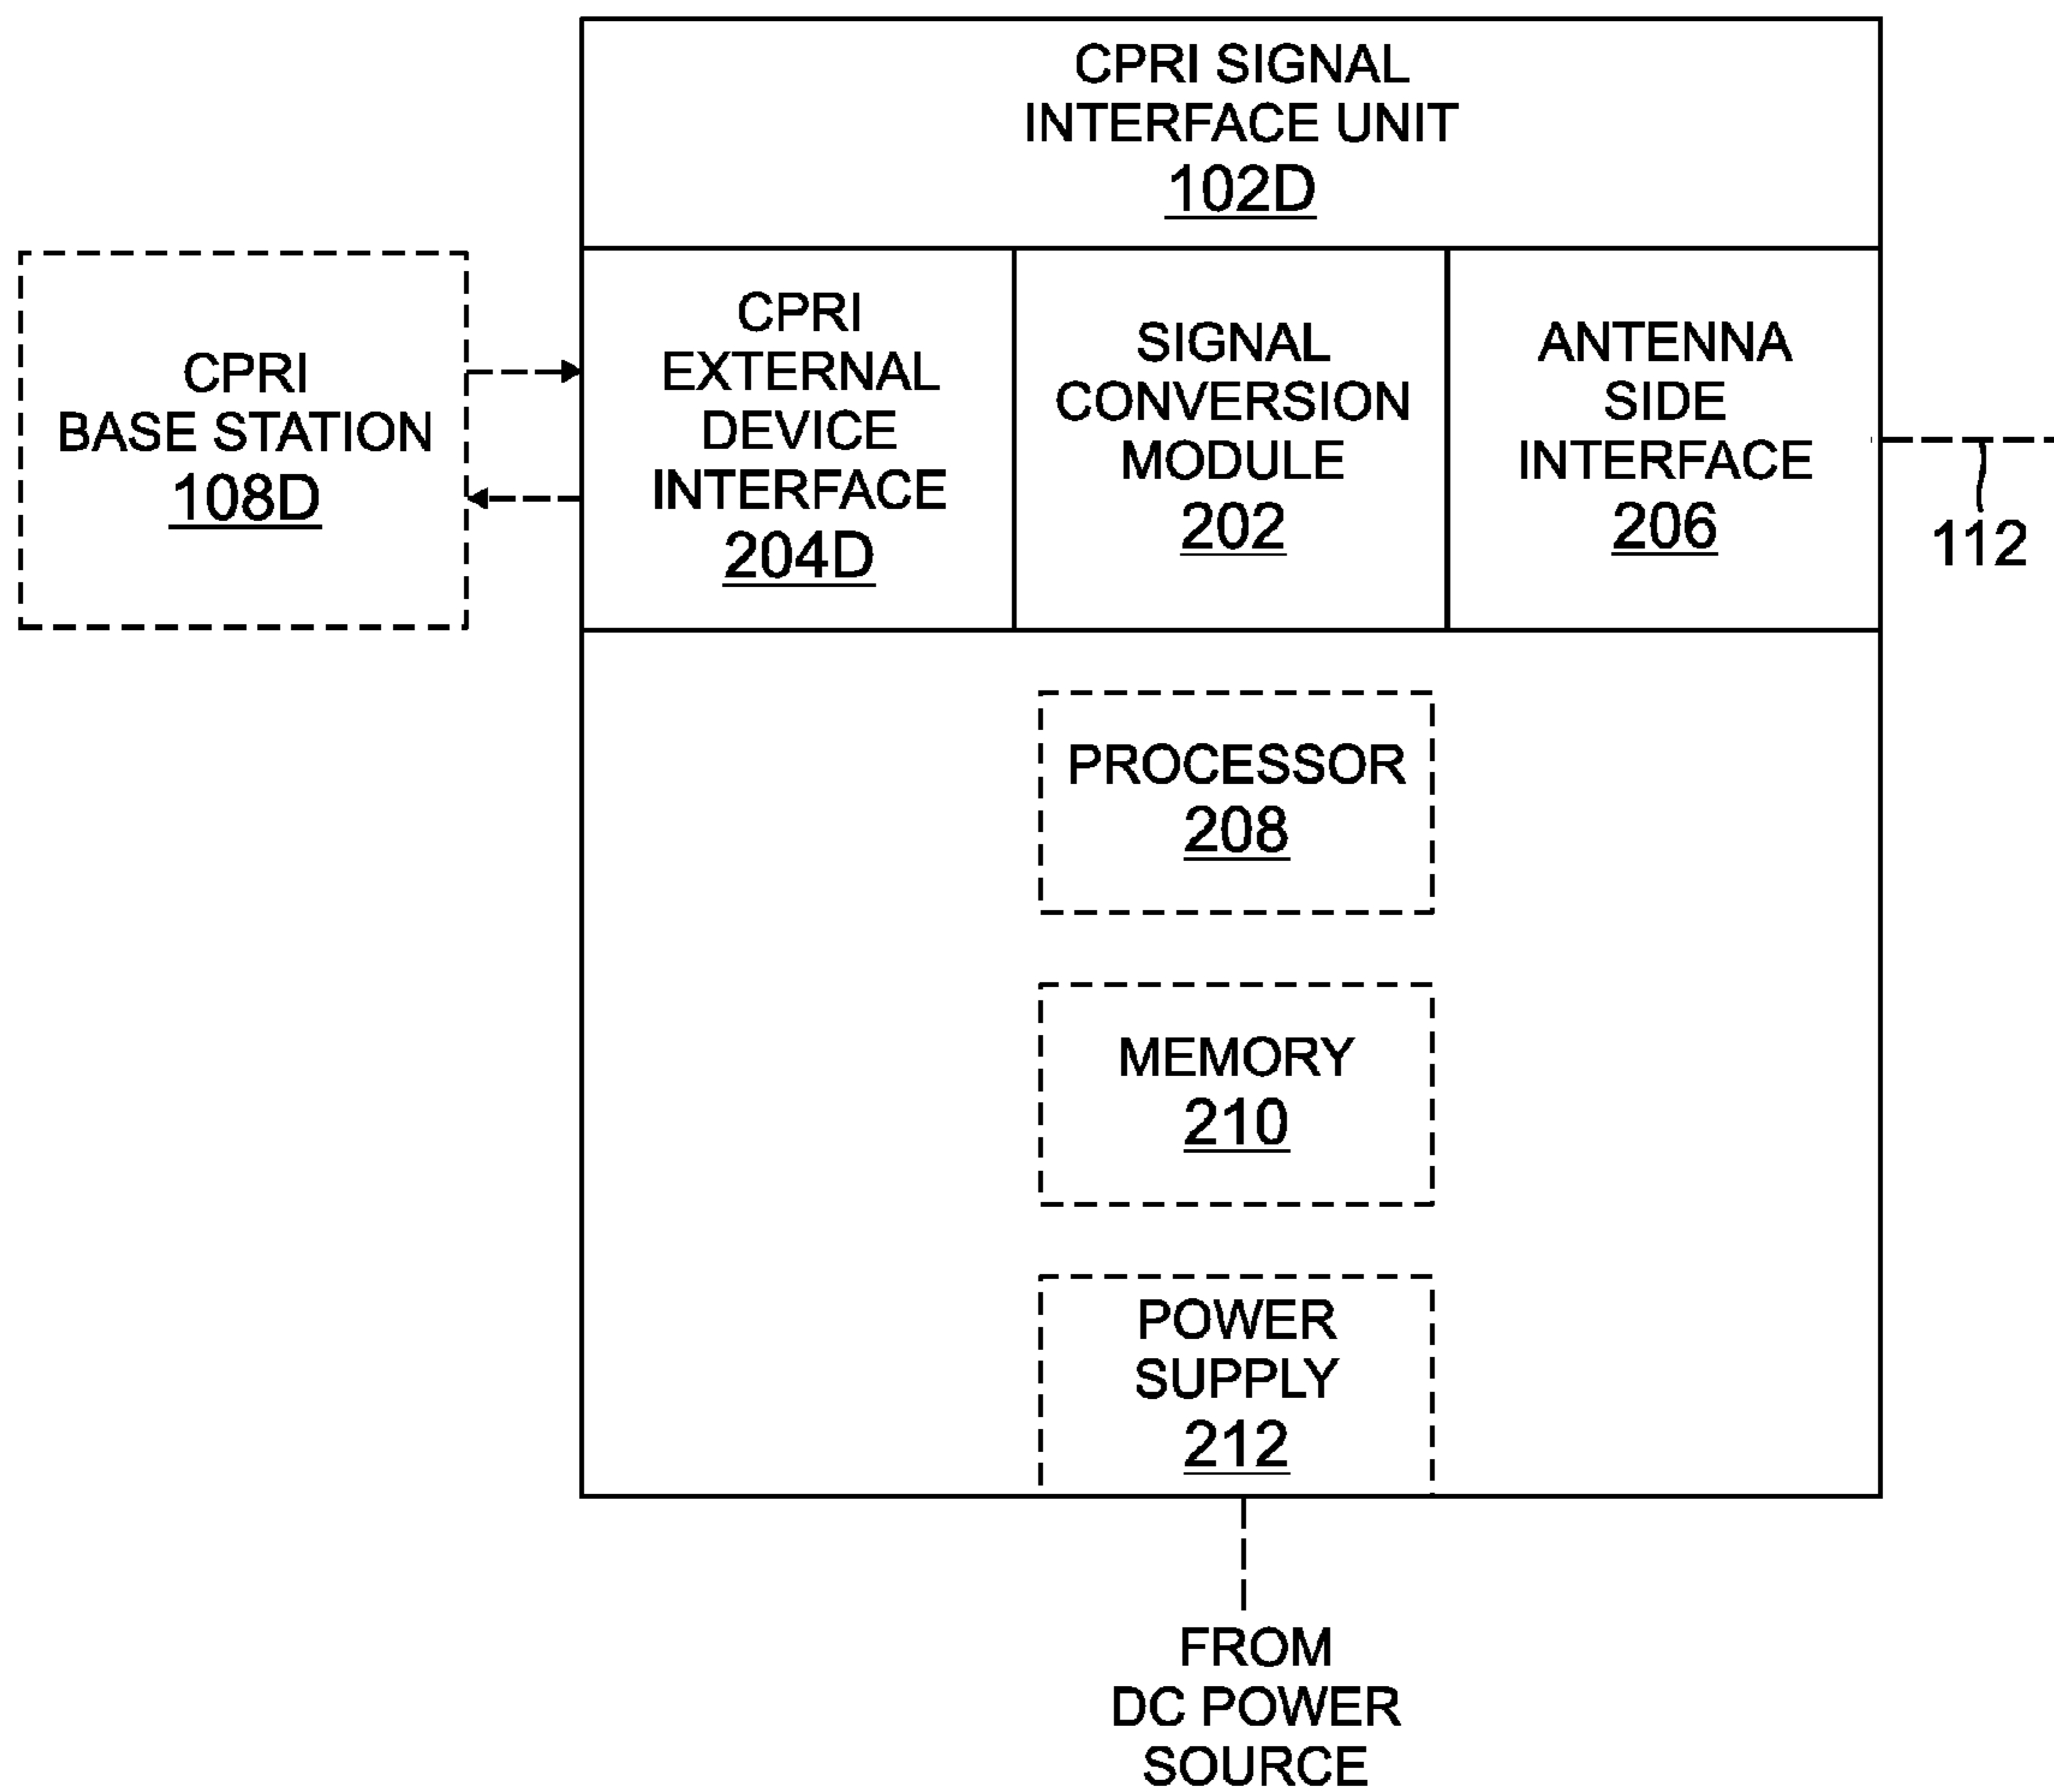 CPRI SIGNAL
INTERFACE UNIT
102D
CPRI
BASE STATION
108D
CPRI
EXTERNAL
DEVICE
INTERFACE
204D
SIGNAL
CONVERSION
MODULE
202
ANTENNA
SIDE
INTERFACE
206
112
PROCESSOR
208
MEMORY
210
POWER
SUPPLY
212
FROM
DC POWER
SOURCE